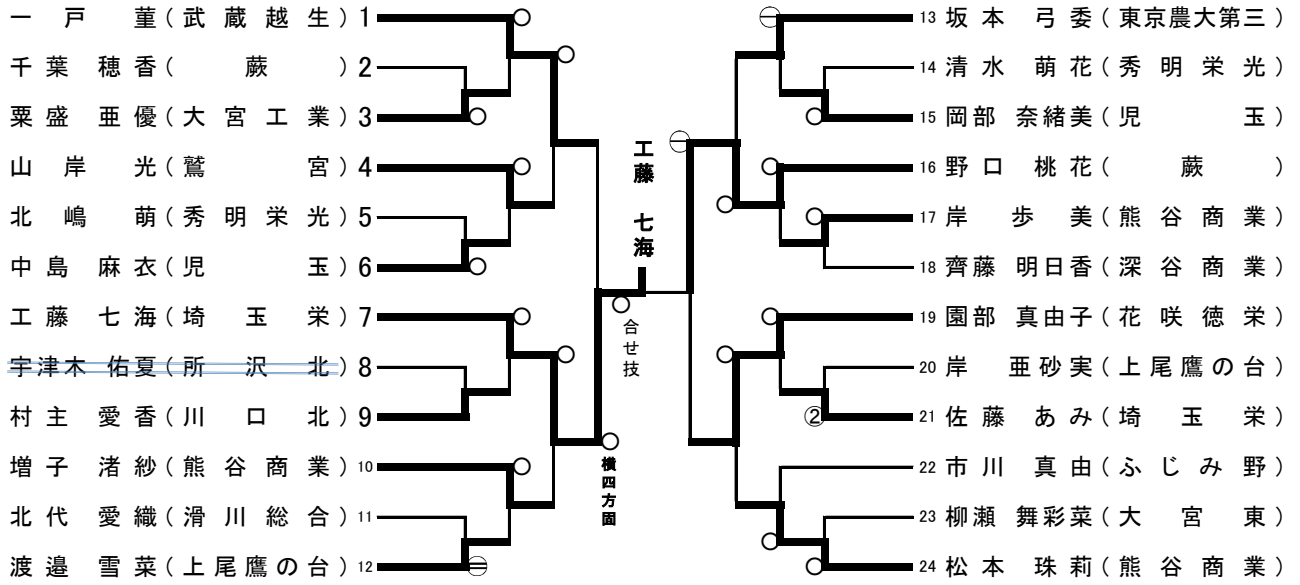 一戸 菫(武蔵越生) 1
千葉 穂香(蕨) 2
粟盛 亜優(大宮工業) 3
山岸 光(鷲宮) 4
北嶋 萌(秀明栄光) 5
中島 麻衣(児玉) 6
工藤 七海(埼玉栄) 7
宇津木 佑夏(所沢北) 8
村主 愛香(川口北) 9
増子 渚紗(熊谷商業) 10
北代 愛織(滑川総合) 11
渡邉 雪菜(上尾鷹の台) 12
工藤 七海
合せ技
横四方固
13 坂本 弓委(東京農大第三)
14 清水 萌花(秀明栄光)
15 岡部 奈緒美(児玉)
16 野口 桃花(蕨)
17 岸 歩美(熊谷商業)
18 齊藤 明日香(深谷商業)
19 園部 真由子(花咲徳栄)
20 岸 亜砂実(上尾鷹の台)
② 21 佐藤 あみ(埼玉栄)
22 市川 真由(ふじみ野)
23 柳瀬 舞彩菜(大宮東)
24 松本 珠莉(熊谷商業)